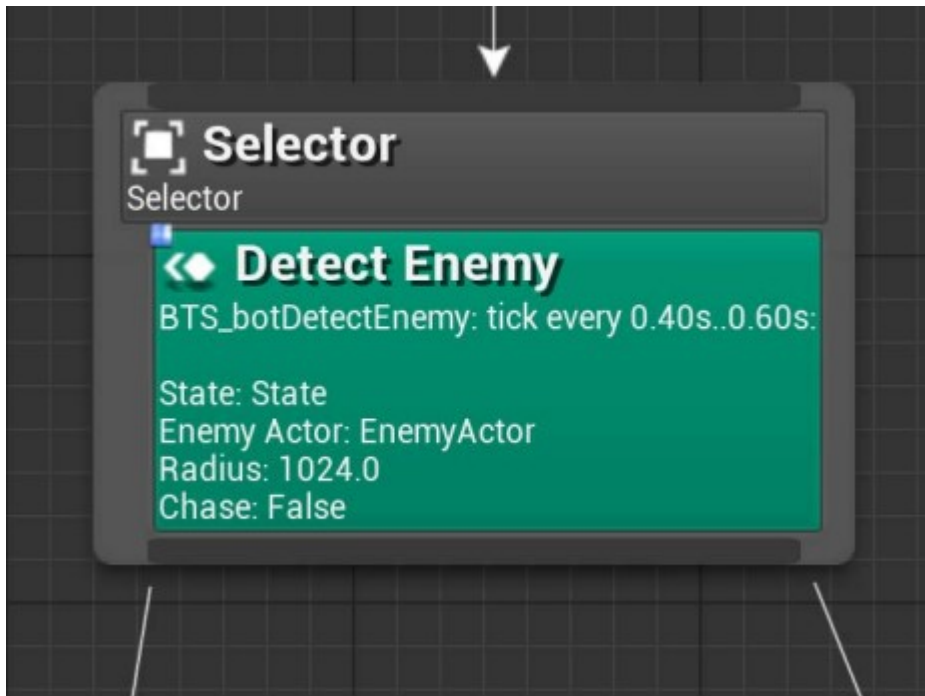 Selector
Selector
Detect Enemy
BTS_botDetectEnemy: tick every 0.40s..0.60s:
State: State
Enemy Actor: EnemyActor
Radius: 1024.0
Chase: False